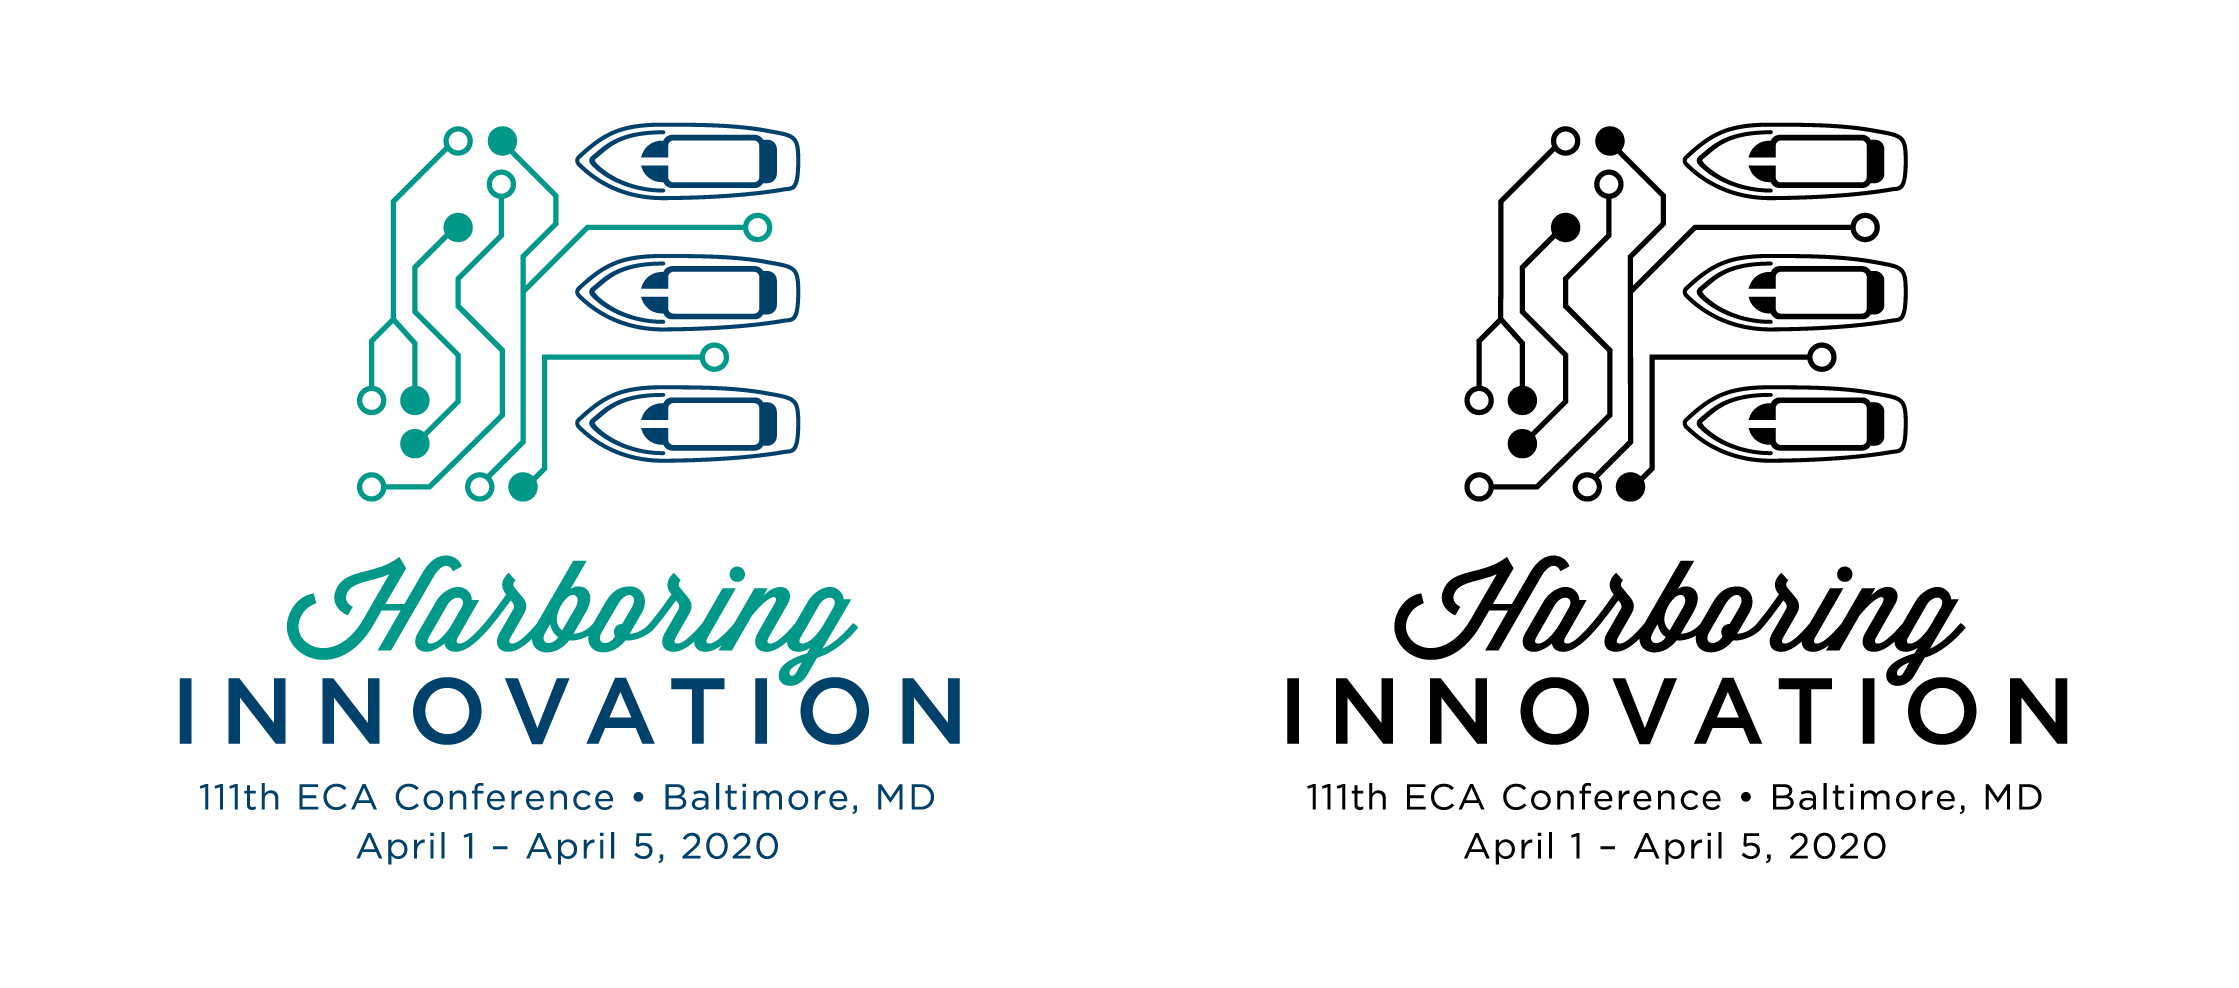 Harboring
INNOVATION
111th ECA Conference • Baltimore, MD
April 1 – April 5, 2020
Harboring
INNOVATION
111th ECA Conference • Baltimore, MD
April 1 – April 5, 2020